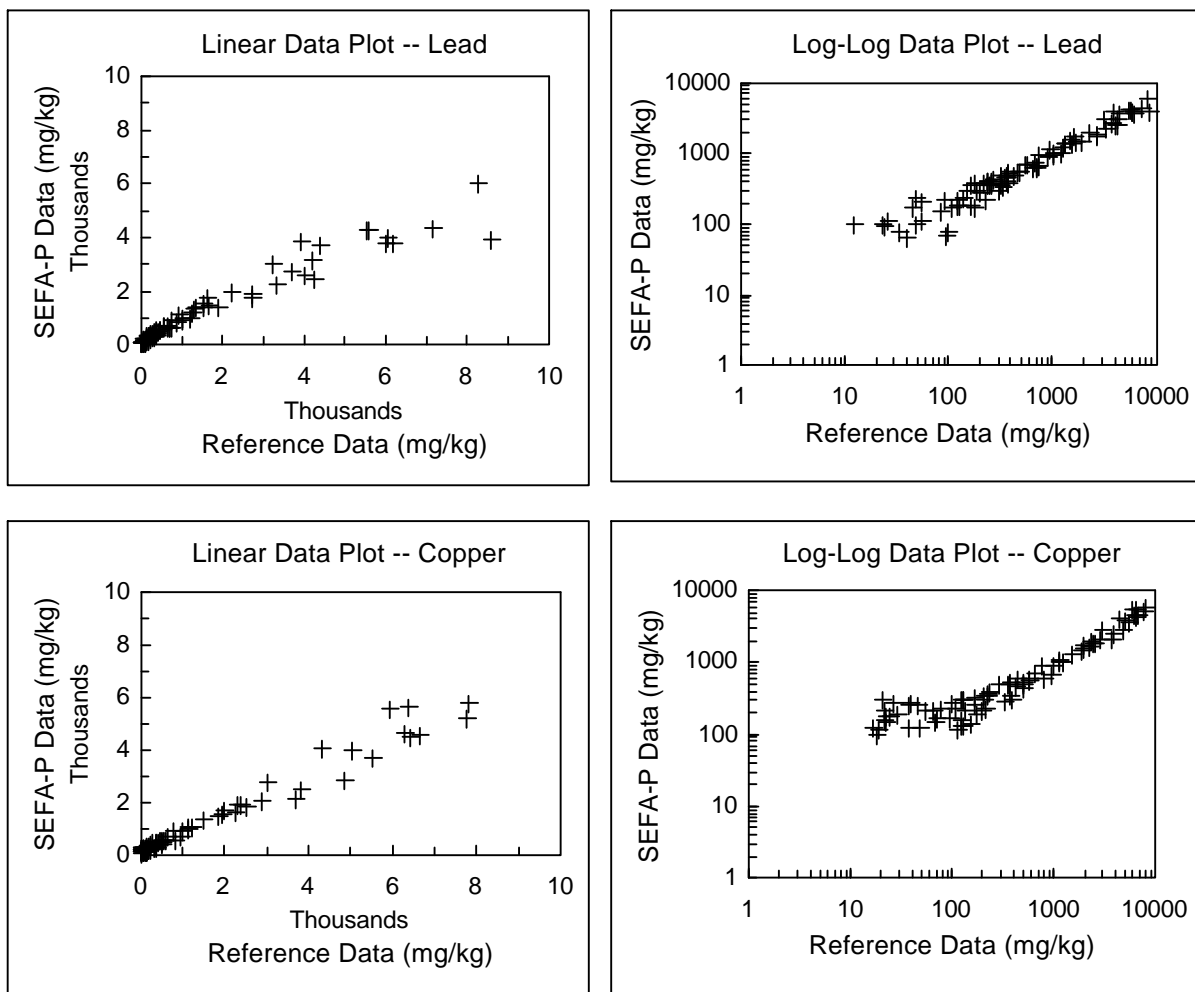 Linear Data Plot -- Lead
SEFA-P Data (mg/kg)
Thousands
10
8
6
4
2
0
0 2 4 6 8 10
Thousands
Reference Data (mg/kg)
Log-Log Data Plot -- Lead
SEFA-P Data (mg/kg)
10000
1000
100
10
1
1 10 100 1000 10000
Reference Data (mg/kg)
Linear Data Plot -- Copper
SEFA-P Data (mg/kg)
Thousands
10
8
6
4
2
0
0 2 4 6 8 10
Thousands
Reference Data (mg/kg)
Log-Log Data Plot -- Copper
SEFA-P Data (mg/kg)
10000
1000
100
10
1
1 10 100 1000 10000
Reference Data (mg/kg)